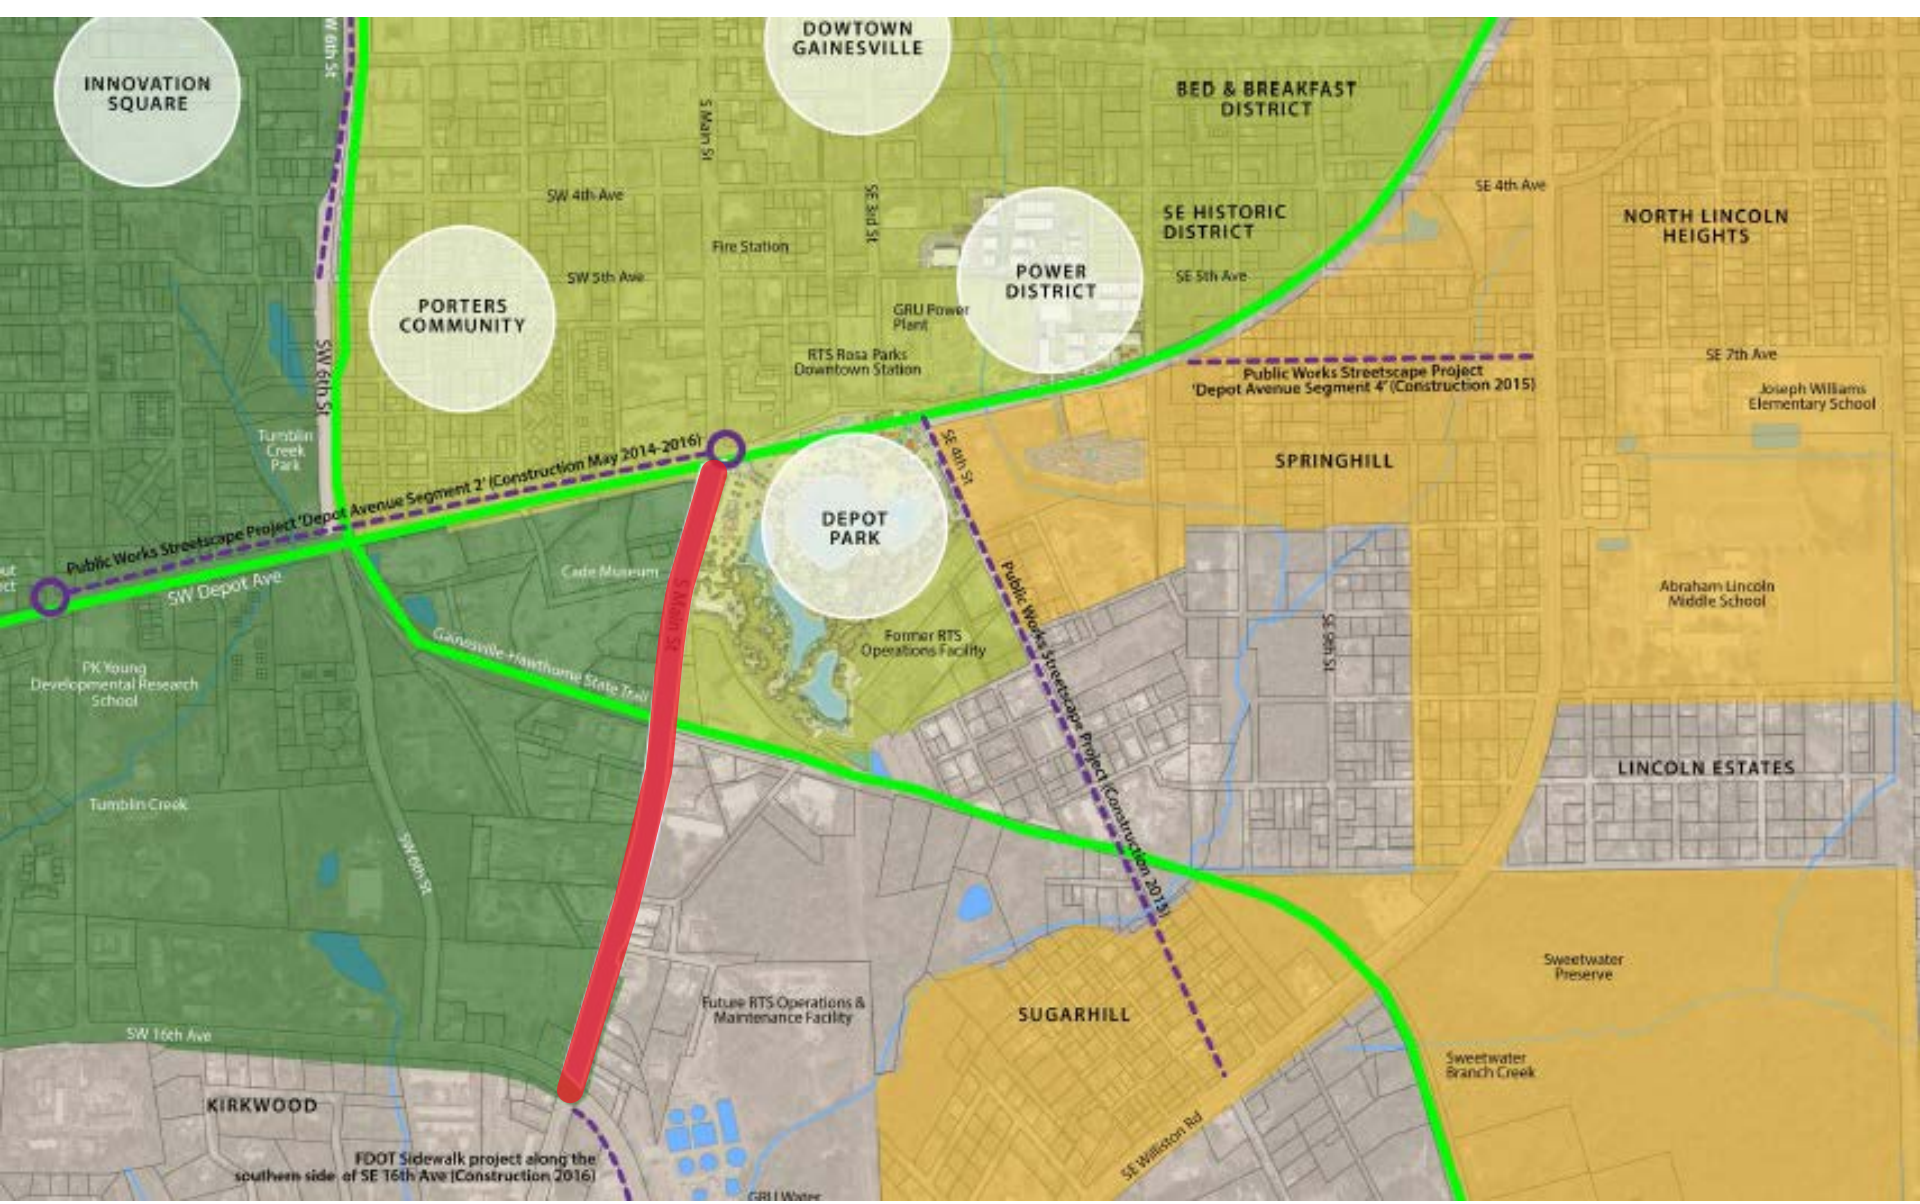 INNOVATION
SQUARE
W 6th St
DOWTOWN
GAINESVILLE
S Main St
BED & BREAKFAST
DISTRICT
SW 4th Ave
SE 3rd St
SE 4th Ave
SE HISTORIC
DISTRICT
NORTH LINCOLN
HEIGHTS
Fire Station
SW 5th Ave
POWER
DISTRICT
SE 5th Ave
PORTERS
COMMUNITY
GRU Power
Plant
SW 6th St
RTS Rosa Parks
Downtown Station
SE 7th Ave
Public Works Streetscape Project
'Depot Avenue Segment 4' (Construction 2015)
Joseph Williams
Elementary School
Tumblin
Creek
Park
Public Works Streetscape Project 'Depot Avenue Segment 2' (Construction May 2014-2016)
SE 4th St
SPRINGHILL
DEPOT
PARK
SW Depot Ave
Cade Museum
S Main St
Public Works Streetscape Project (Construction 2015)
Abraham Lincoln
Middle School
SE 9th St
Gainesville-Hawthorne State Trail
Former RTS
Operations Facility
PK Young
Developmental Research
School
LINCOLN ESTATES
Tumblin Creek
SW 6th St
Sweetwater
Preserve
Future RTS Operations &
Maintenance Facility
SUGARHILL
SW 16th Ave
Sweetwater
Branch Creek
KIRKWOOD
SE Williston Rd
FDOT Sidewalk project along the
southern side of SE 16th Ave (Construction 2016)
GRU Water